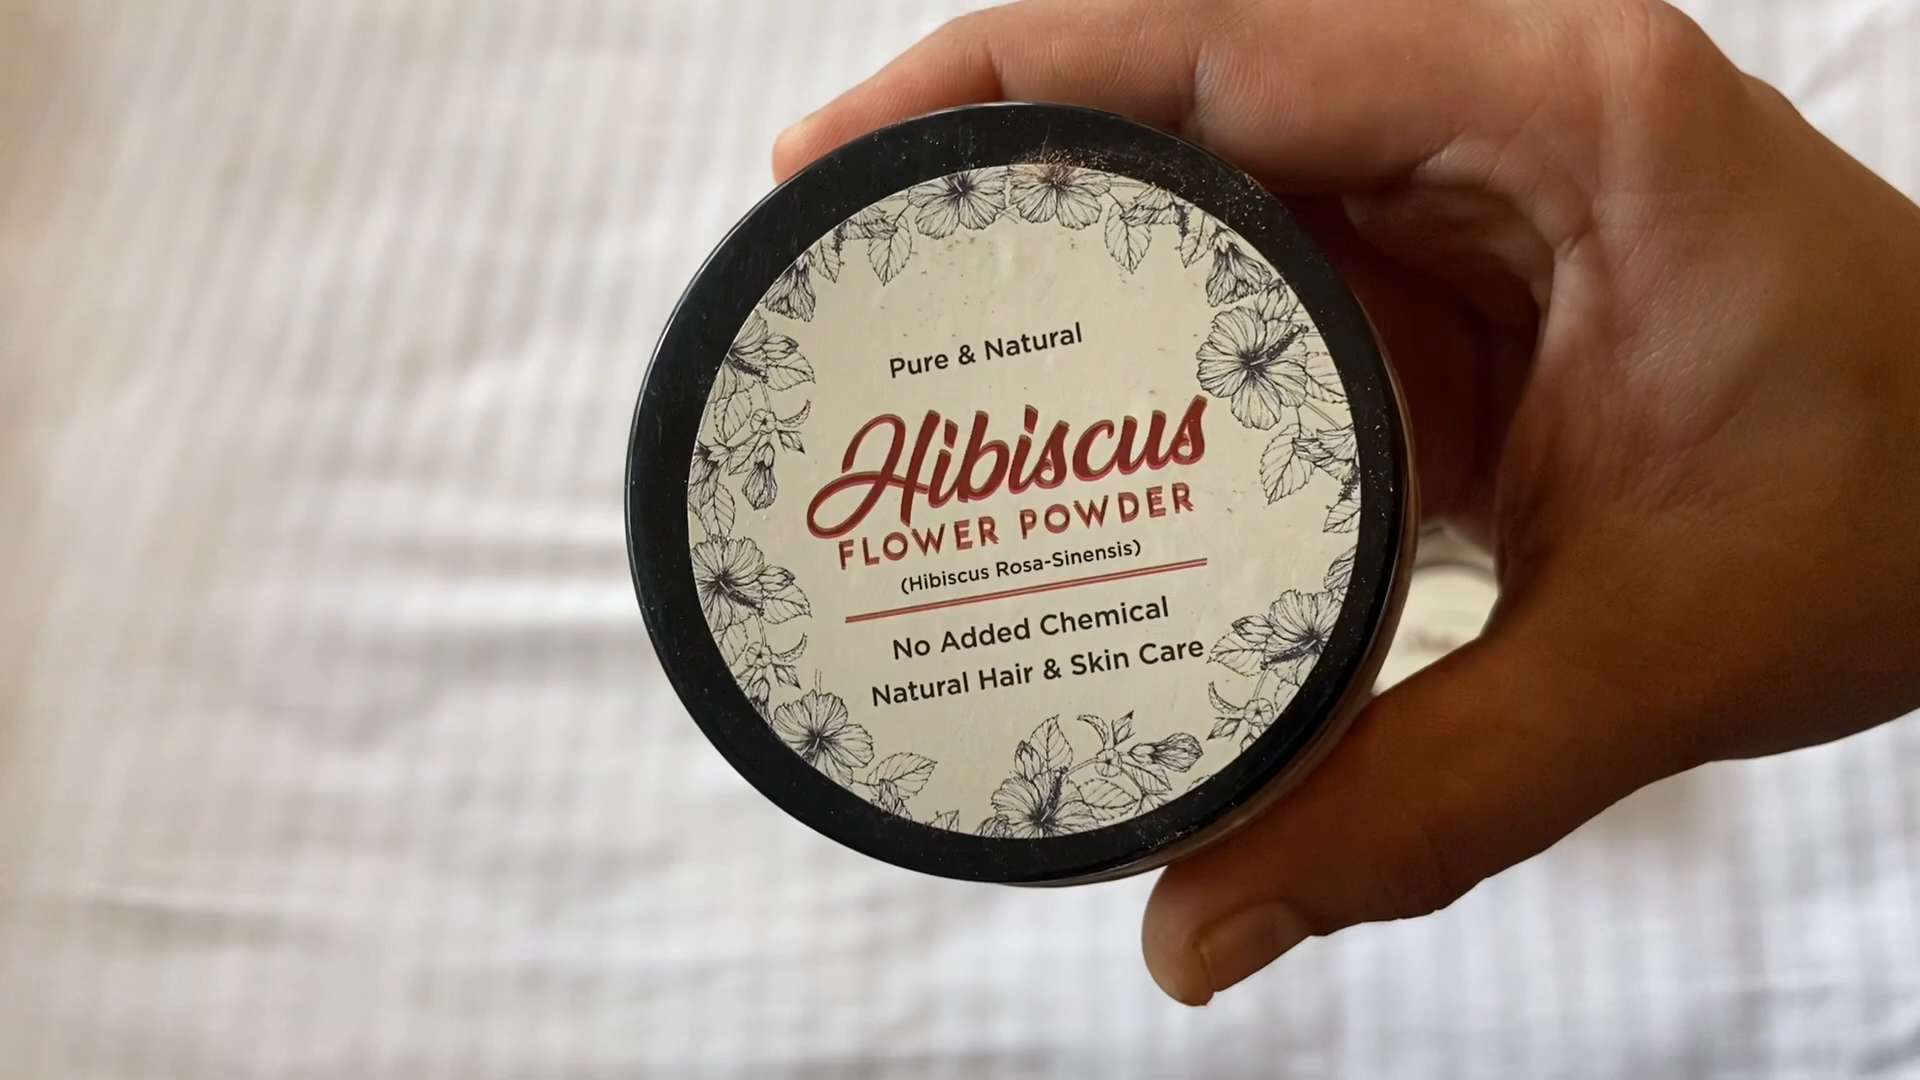 Pure & Natural
Hibiscus
FLOWER POWDER
(Hibiscus Rosa-Sinensis)
No Added Chemical
Natural Hair & Skin Care